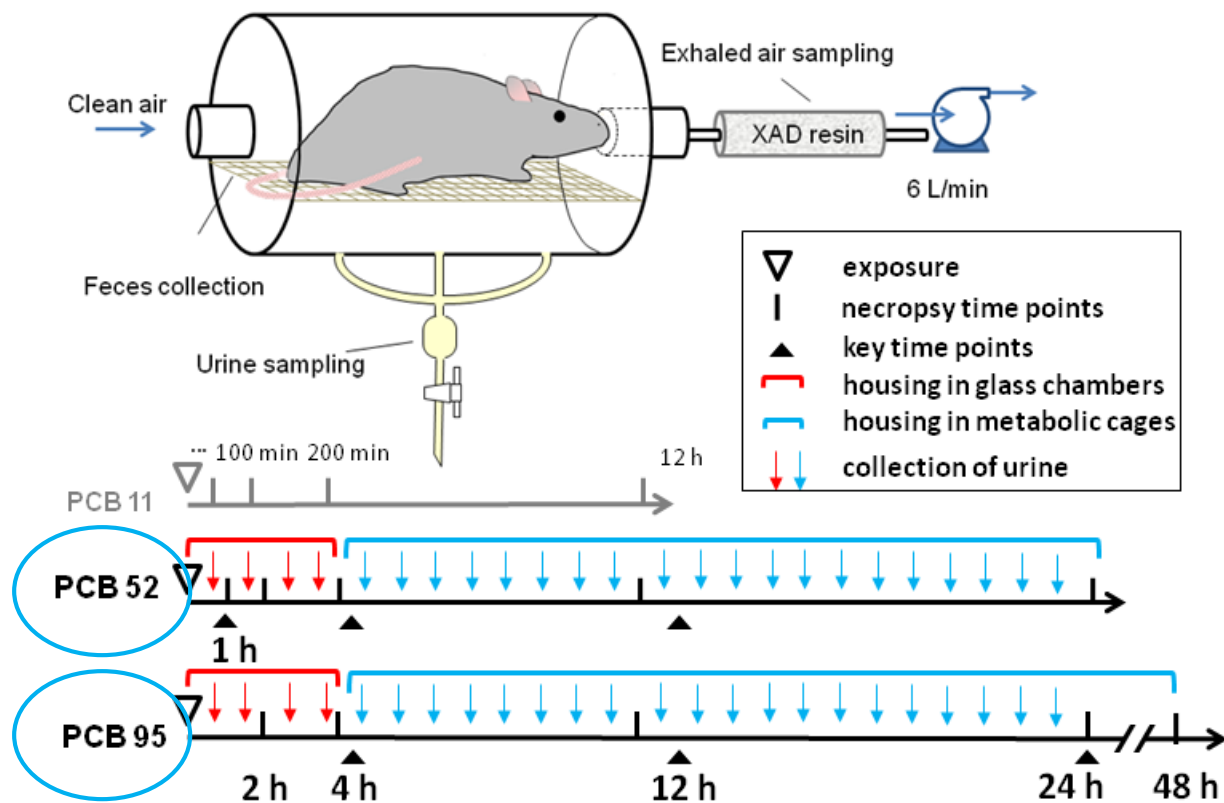 Exhaled air sampling
Clean air
XAD resin
6 L/min
Feces collection
Urine sampling
exposure
necropsy time points
key time points
housing in glass chambers
housing in metabolic cages
collection of urine
... 100 min 200 min 12 h
PCB 11
PCB 52
1 h
PCB 95
2 h 4 h 12 h 24 h 48 h